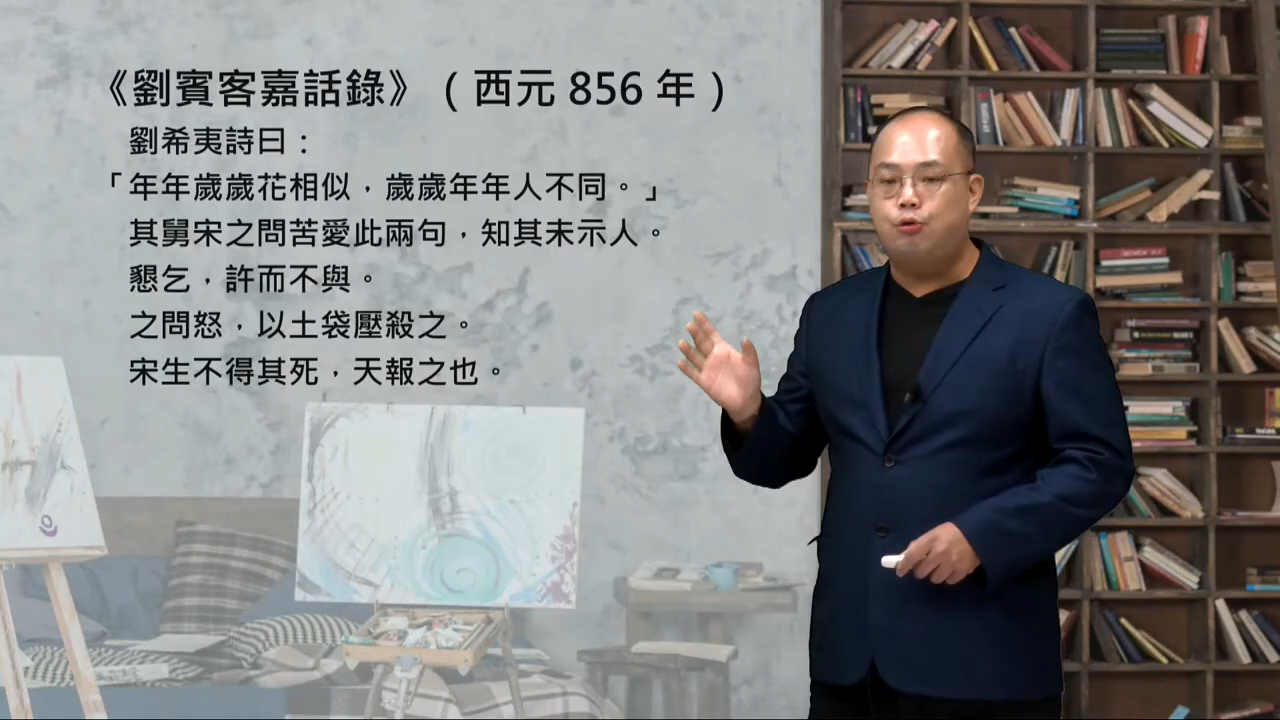 《劉賓客嘉話錄》（西元 856 年）
劉希夷詩曰：
「年年歲歲花相似，歲歲年年人不同。」
其舅宋之問苦愛此兩句，知其未示人。
懇乞，許而不與。
之問怒，以土袋壓殺之。
宋生不得其死，天報之也。